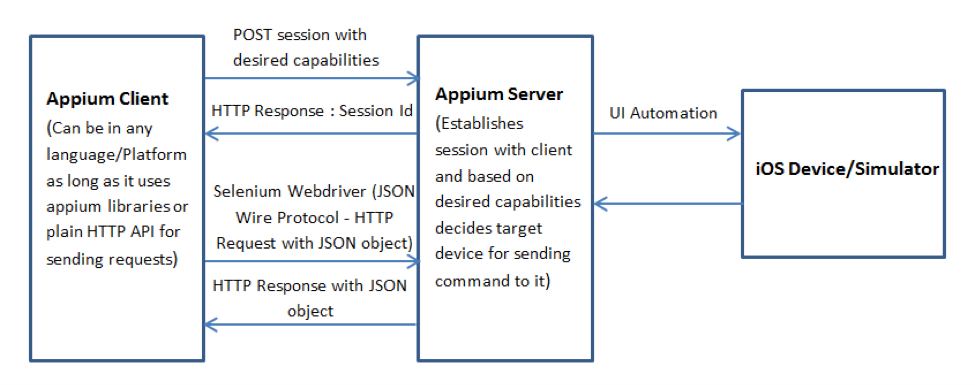 POST session with
desired capabilities
Appium Client
(Can be in any
language/Platform
as long as it uses
appium libraries or
plain HTTP API for
sending requests)
HTTP Response : Session Id
Selenium Webdriver (JSON
Wire Protocol - HTTP
Request with JSON object)
HTTP Response with JSON
object
Appium Server
(Establishes
session with client
and based on
desired capabilities
decides target
device for sending
command to it)
UI Automation
iOS Device/Simulator